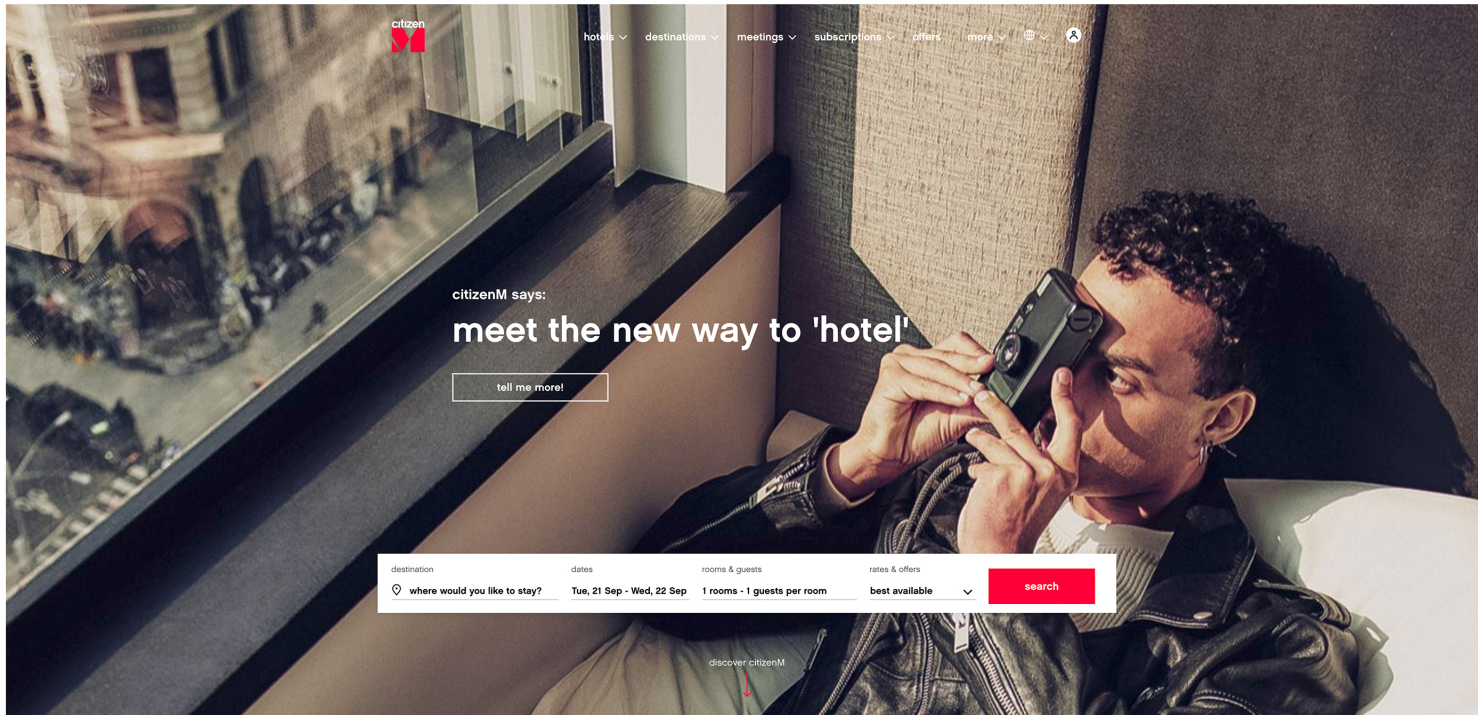 citizen
M
hotels
destinations
meetings
subscriptions
offers
more
citizenM says:
meet the new way to 'hotel'
tell me more!
destination
where would you like to stay?
dates
Tue, 21 Sep - Wed, 22 Sep
rooms & guests
1 rooms - 1 guests per room
rates & offers
best available
search
discover citizenM